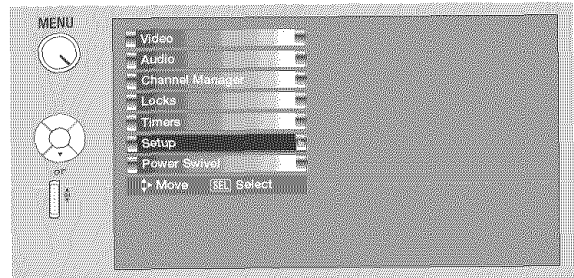 MENU
Video
Audio
Channel Manager
Locks
Timers
Setup
Power Swivel
Move SEL Select
or